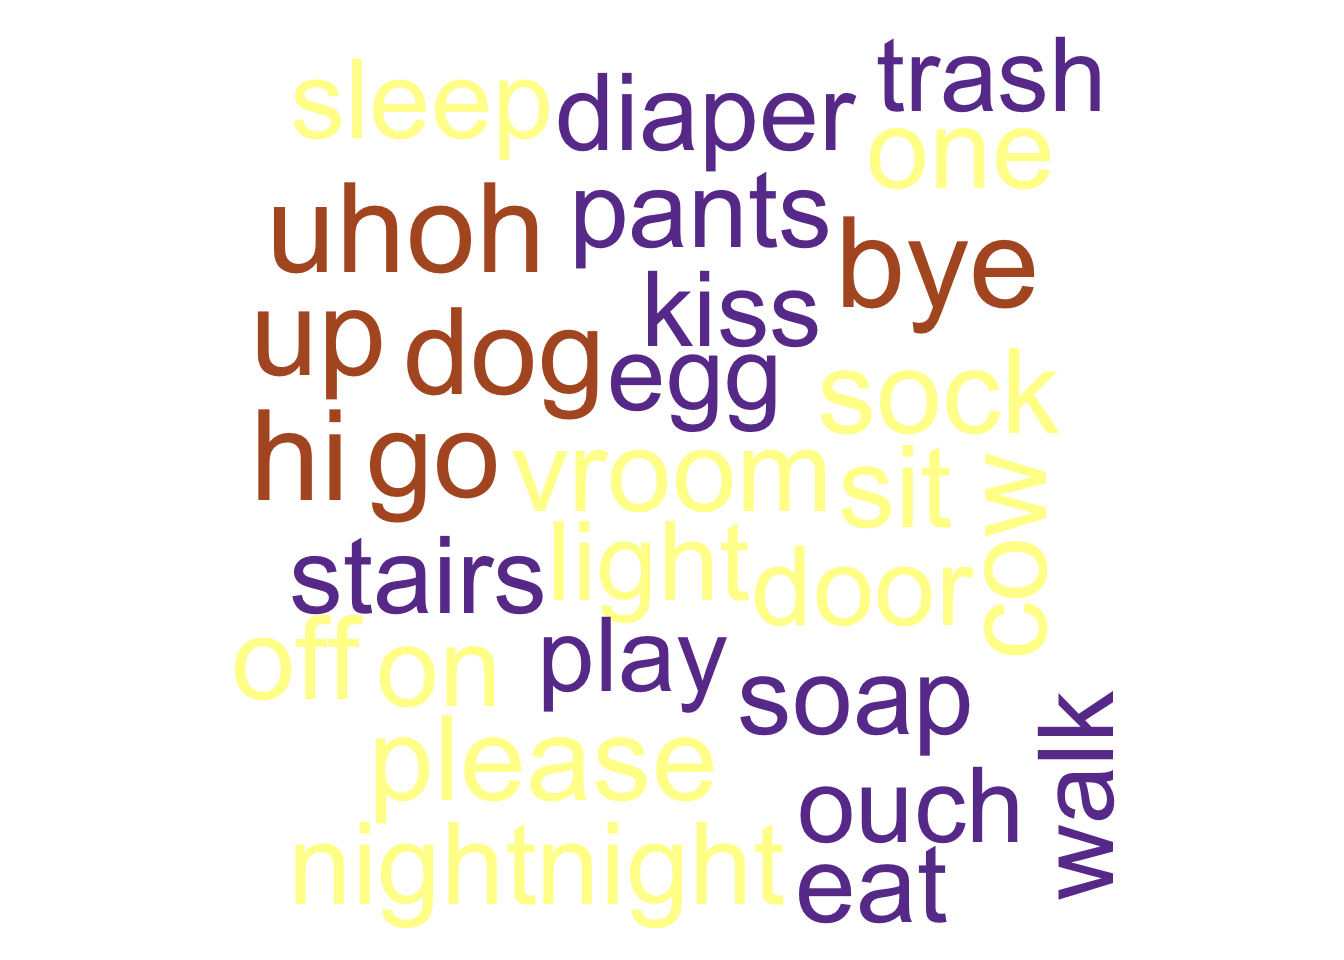 sleep diaper trash
one
uhoh pants bye
kiss
up dog egg sock
hi go vroom sit cow
stairs light door
off on play soap
walk
please
ouch
nightnight eat